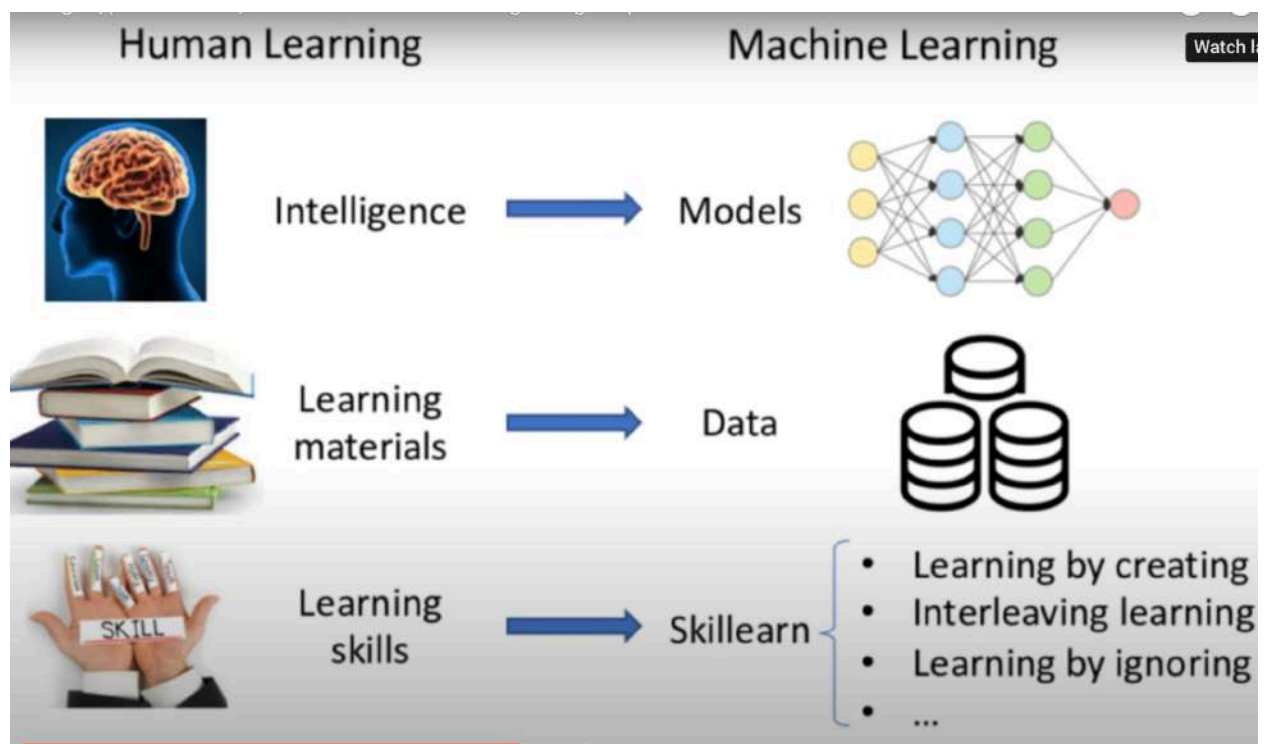 Human Learning
Machine Learning
Watch
Intelligence
Models
Learning
materials
Data
SKILL
Learning
skills
Skillearn
• Learning by creating
• Interleaving learning
• Learning by ignoring
• ...